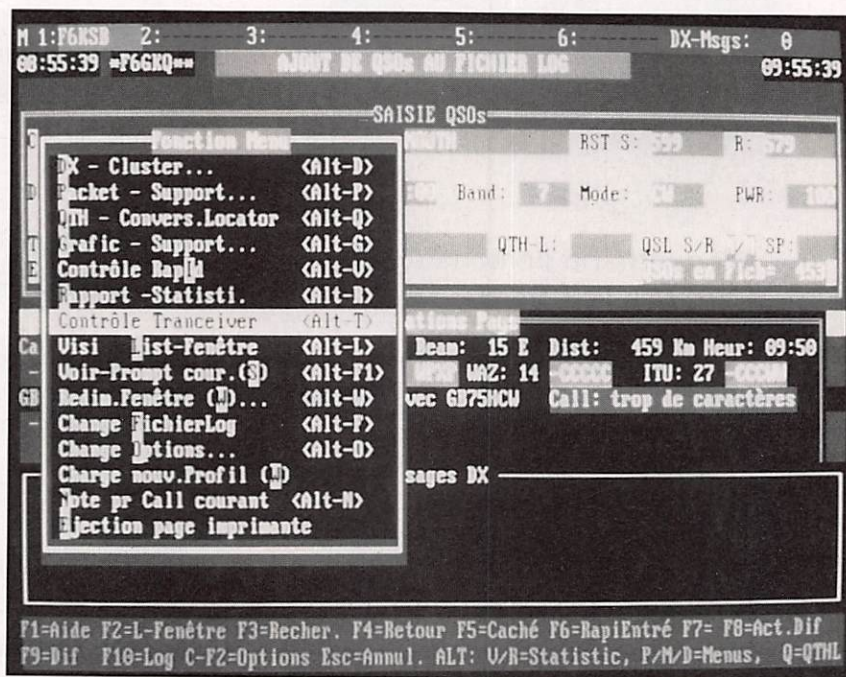 M 1:F6KSB 2: 3: 4: 5: 6: DX-Msgs: 0
08:55:39 =F6GKQ== AJOUT DE QSOs AU FICHIER LOG 09:55:39
SAISIE QSOs
RST S: 599 R: 579
Band: ? Mode: CW PWR: 100
QTH-L: QSL S/R / SP:
QSOs en Fich= 453
Fonction Menu
DX - Cluster... <Alt-D>
Packet - Support... <Alt-P>
QTH - Convers.Locator <Alt-Q>
Grafic - Support... <Alt-G>
Contrôle Rap <Alt-V>
Rapport -Statisti. <Alt-R>
Contrôle Tranceiver <Alt-T>
Visi List-Fenêtre <Alt-L>
Voir-Prompt cour.(S) <Alt-F1>
Redim.Fenêtre (W)... <Alt-W>
Change FichierLog <Alt-F>
Change Options... <Alt-O>
Charge nouv.Profil (W)
Note pr Call courant <Alt-N>
Ejection page imprimante
Beam: 15 E Dist: 459 Km Heur: 09:50
WAZ: 14 ITU: 27
vec GB75MCW Call: trop de caractères
Ca
GB
sages DX
F1=Aide F2=L-Fenêtre F3=Recher. F4=Retour F5=Caché F6=RapiEntré F7= F8=Act.Dif
F9=Dif F10=Log C-F2=Options Esc=Annul. ALT: V/R=Statistic, P/M/D=Menus, Q=QTHL